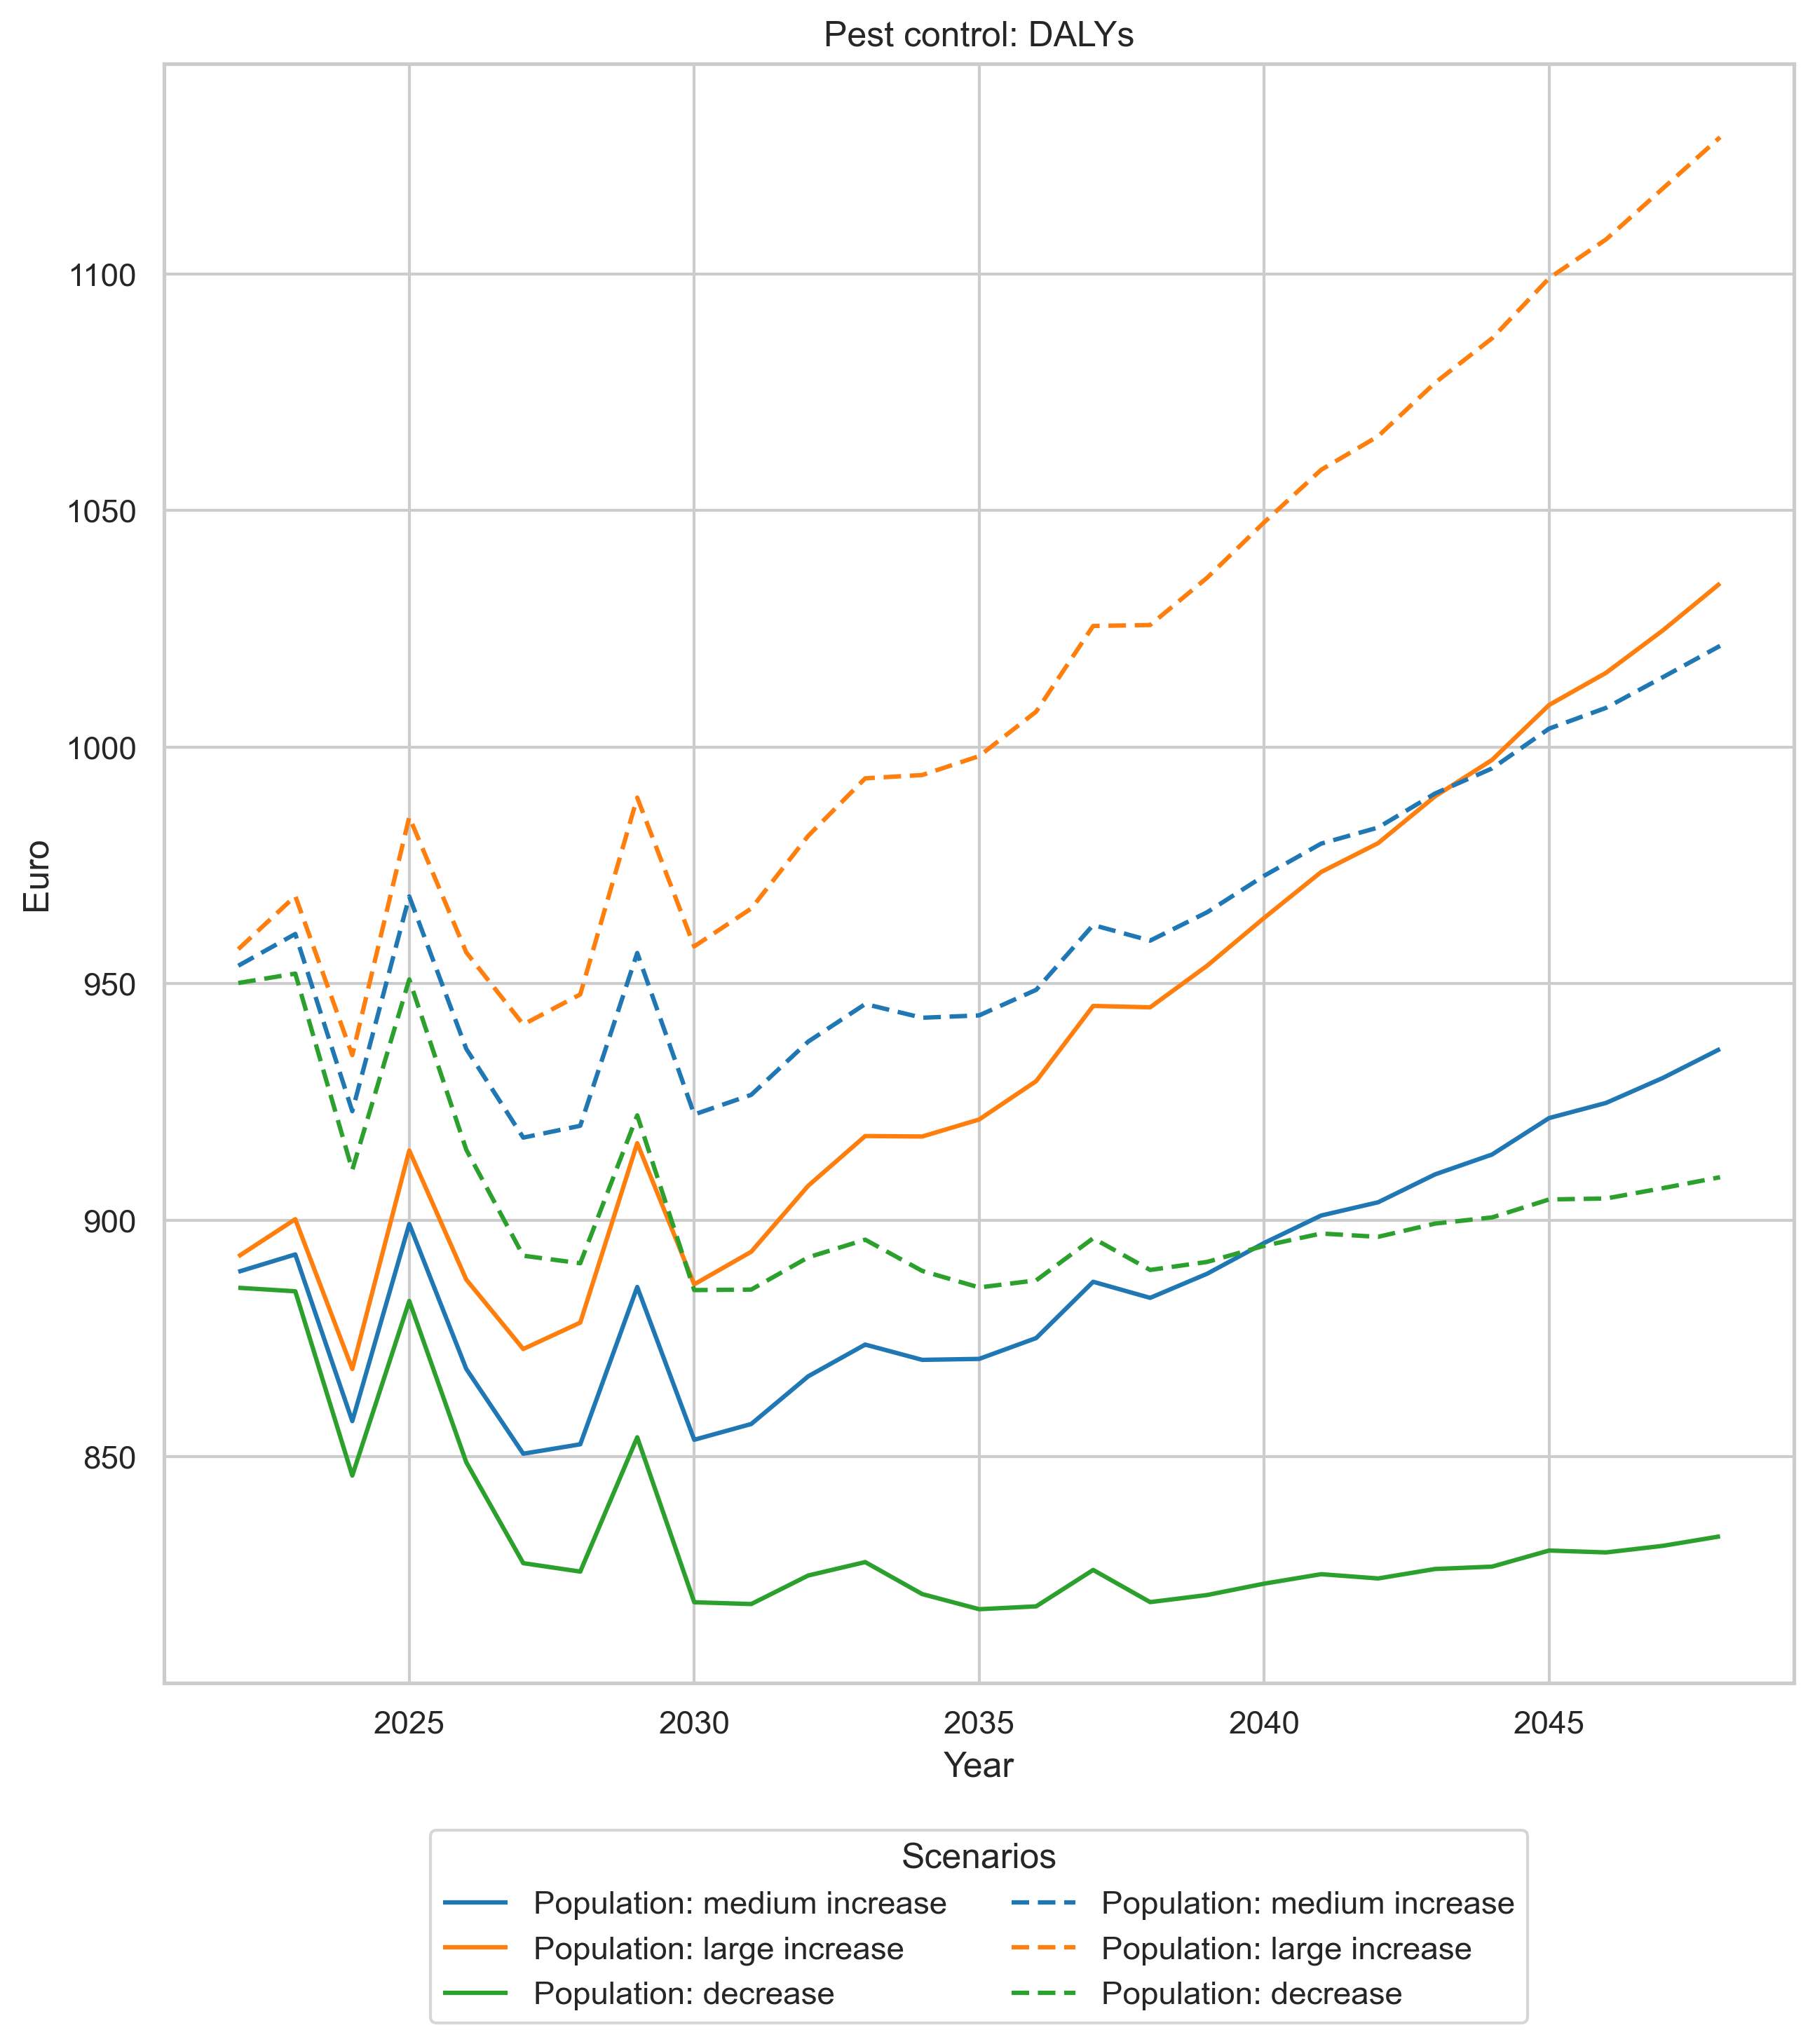 Pest control: DALYs
1100
1050
1000
950
900
850
Euro
2025 2030 2035 2040 2045
Year
Scenarios
Population: medium increase Population: medium increase
Population: large increase Population: large increase
Population: decrease Population: decrease